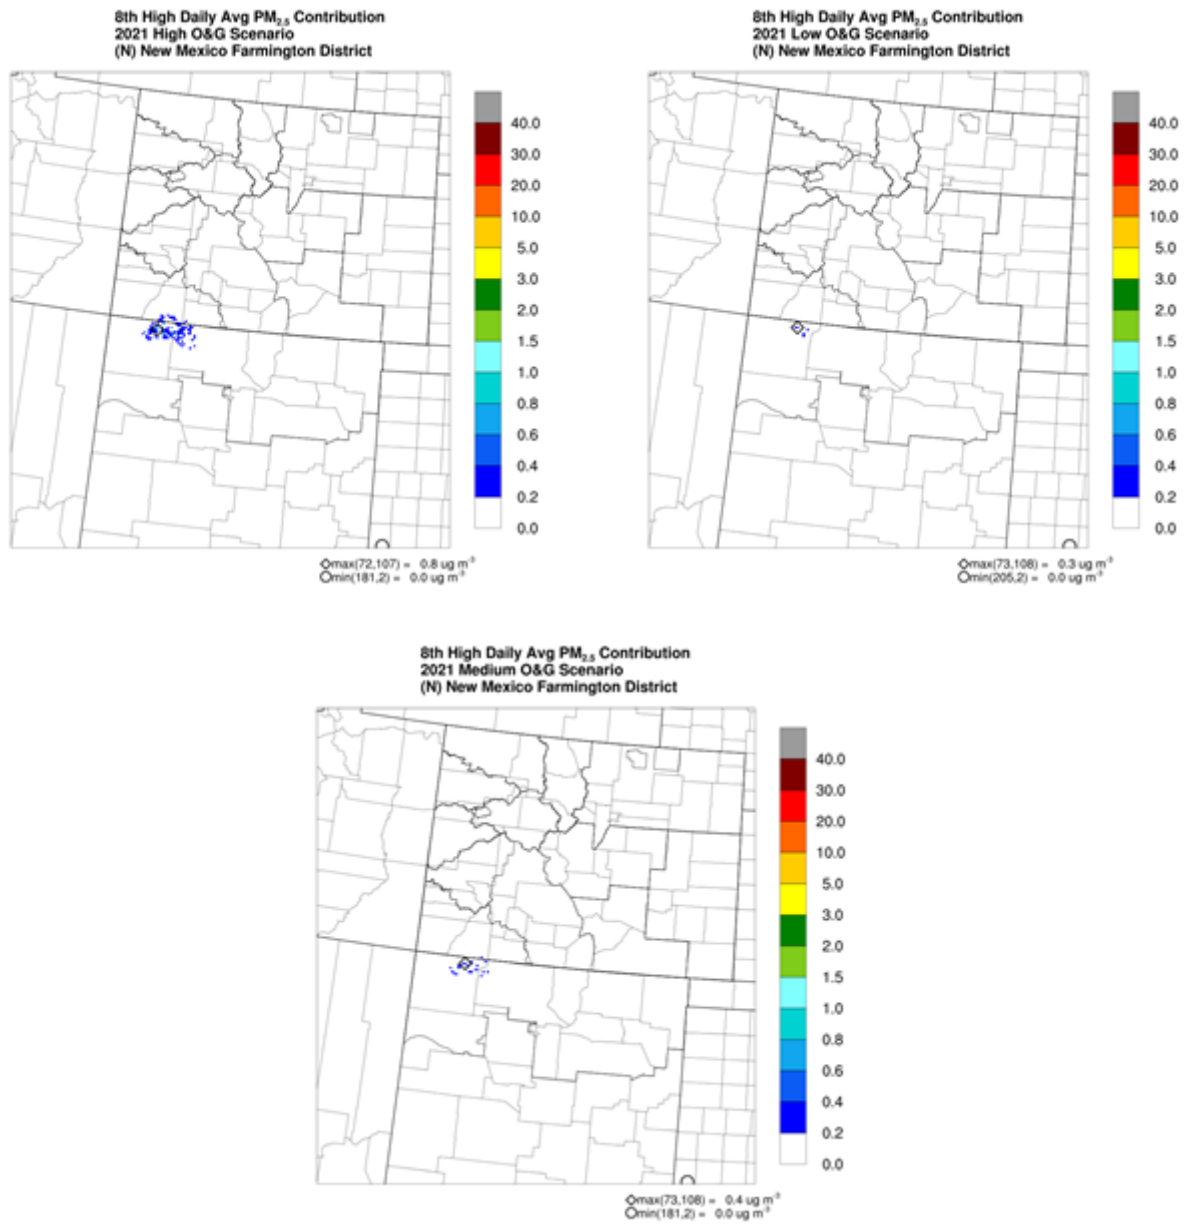 8th High Daily Avg PM2.5 Contribution
2021 High O&G Scenario
(N) New Mexico Farmington District
40.0
30.0
20.0
10.0
5.0
3.0
2.0
1.5
1.0
0.8
0.6
0.4
0.2
0.0
max(72,107) = 0.8 ug m-3
min(181,2) = 0.0 ug m-3
8th High Daily Avg PM2.5 Contribution
2021 Low O&G Scenario
(N) New Mexico Farmington District
40.0
30.0
20.0
10.0
5.0
3.0
2.0
1.5
1.0
0.8
0.6
0.4
0.2
0.0
max(73,108) = 0.3 ug m-3
min(205,2) = 0.0 ug m-3
8th High Daily Avg PM2.5 Contribution
2021 Medium O&G Scenario
(N) New Mexico Farmington District
40.0
30.0
20.0
10.0
5.0
3.0
2.0
1.5
1.0
0.8
0.6
0.4
0.2
0.0
max(73,108) = 0.4 ug m-3
min(181,2) = 0.0 ug m-3